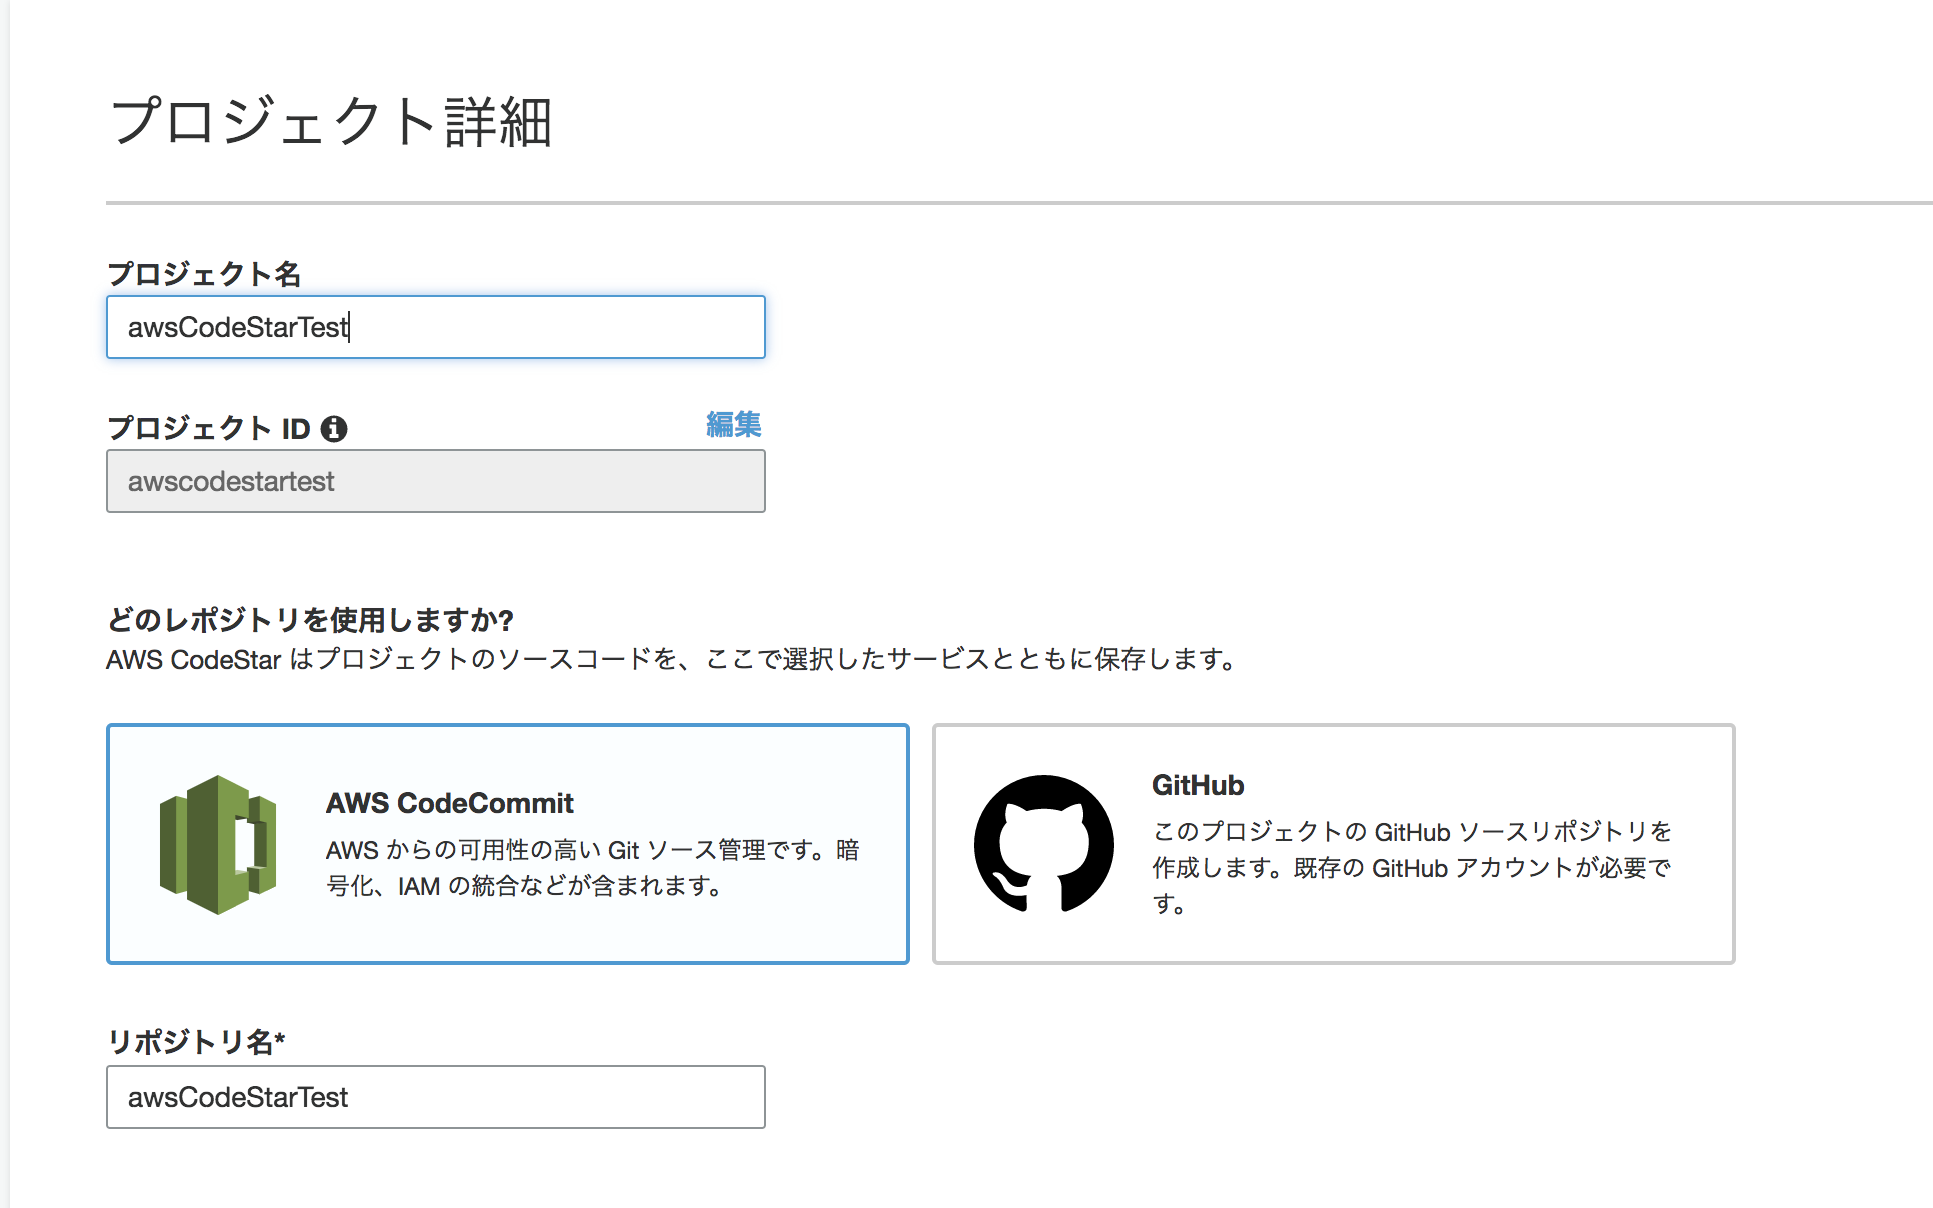 プロジェクト詳細
プロジェクト名
awsCodeStarTest
プロジェクト ID
編集
awscodestartest
どのレポジトリを使用しますか?
AWS CodeStar はプロジェクトのソースコードを、ここで選択したサービスとともに保存します。
AWS CodeCommit
AWS からの可用性の高い Git ソース管理です。暗
号化、IAM の統合などが含まれます。
GitHub
このプロジェクトの GitHub ソースリポジトリを
作成します。既存の GitHub アカウントが必要で
す。
リポジトリ名*
awsCodeStarTest